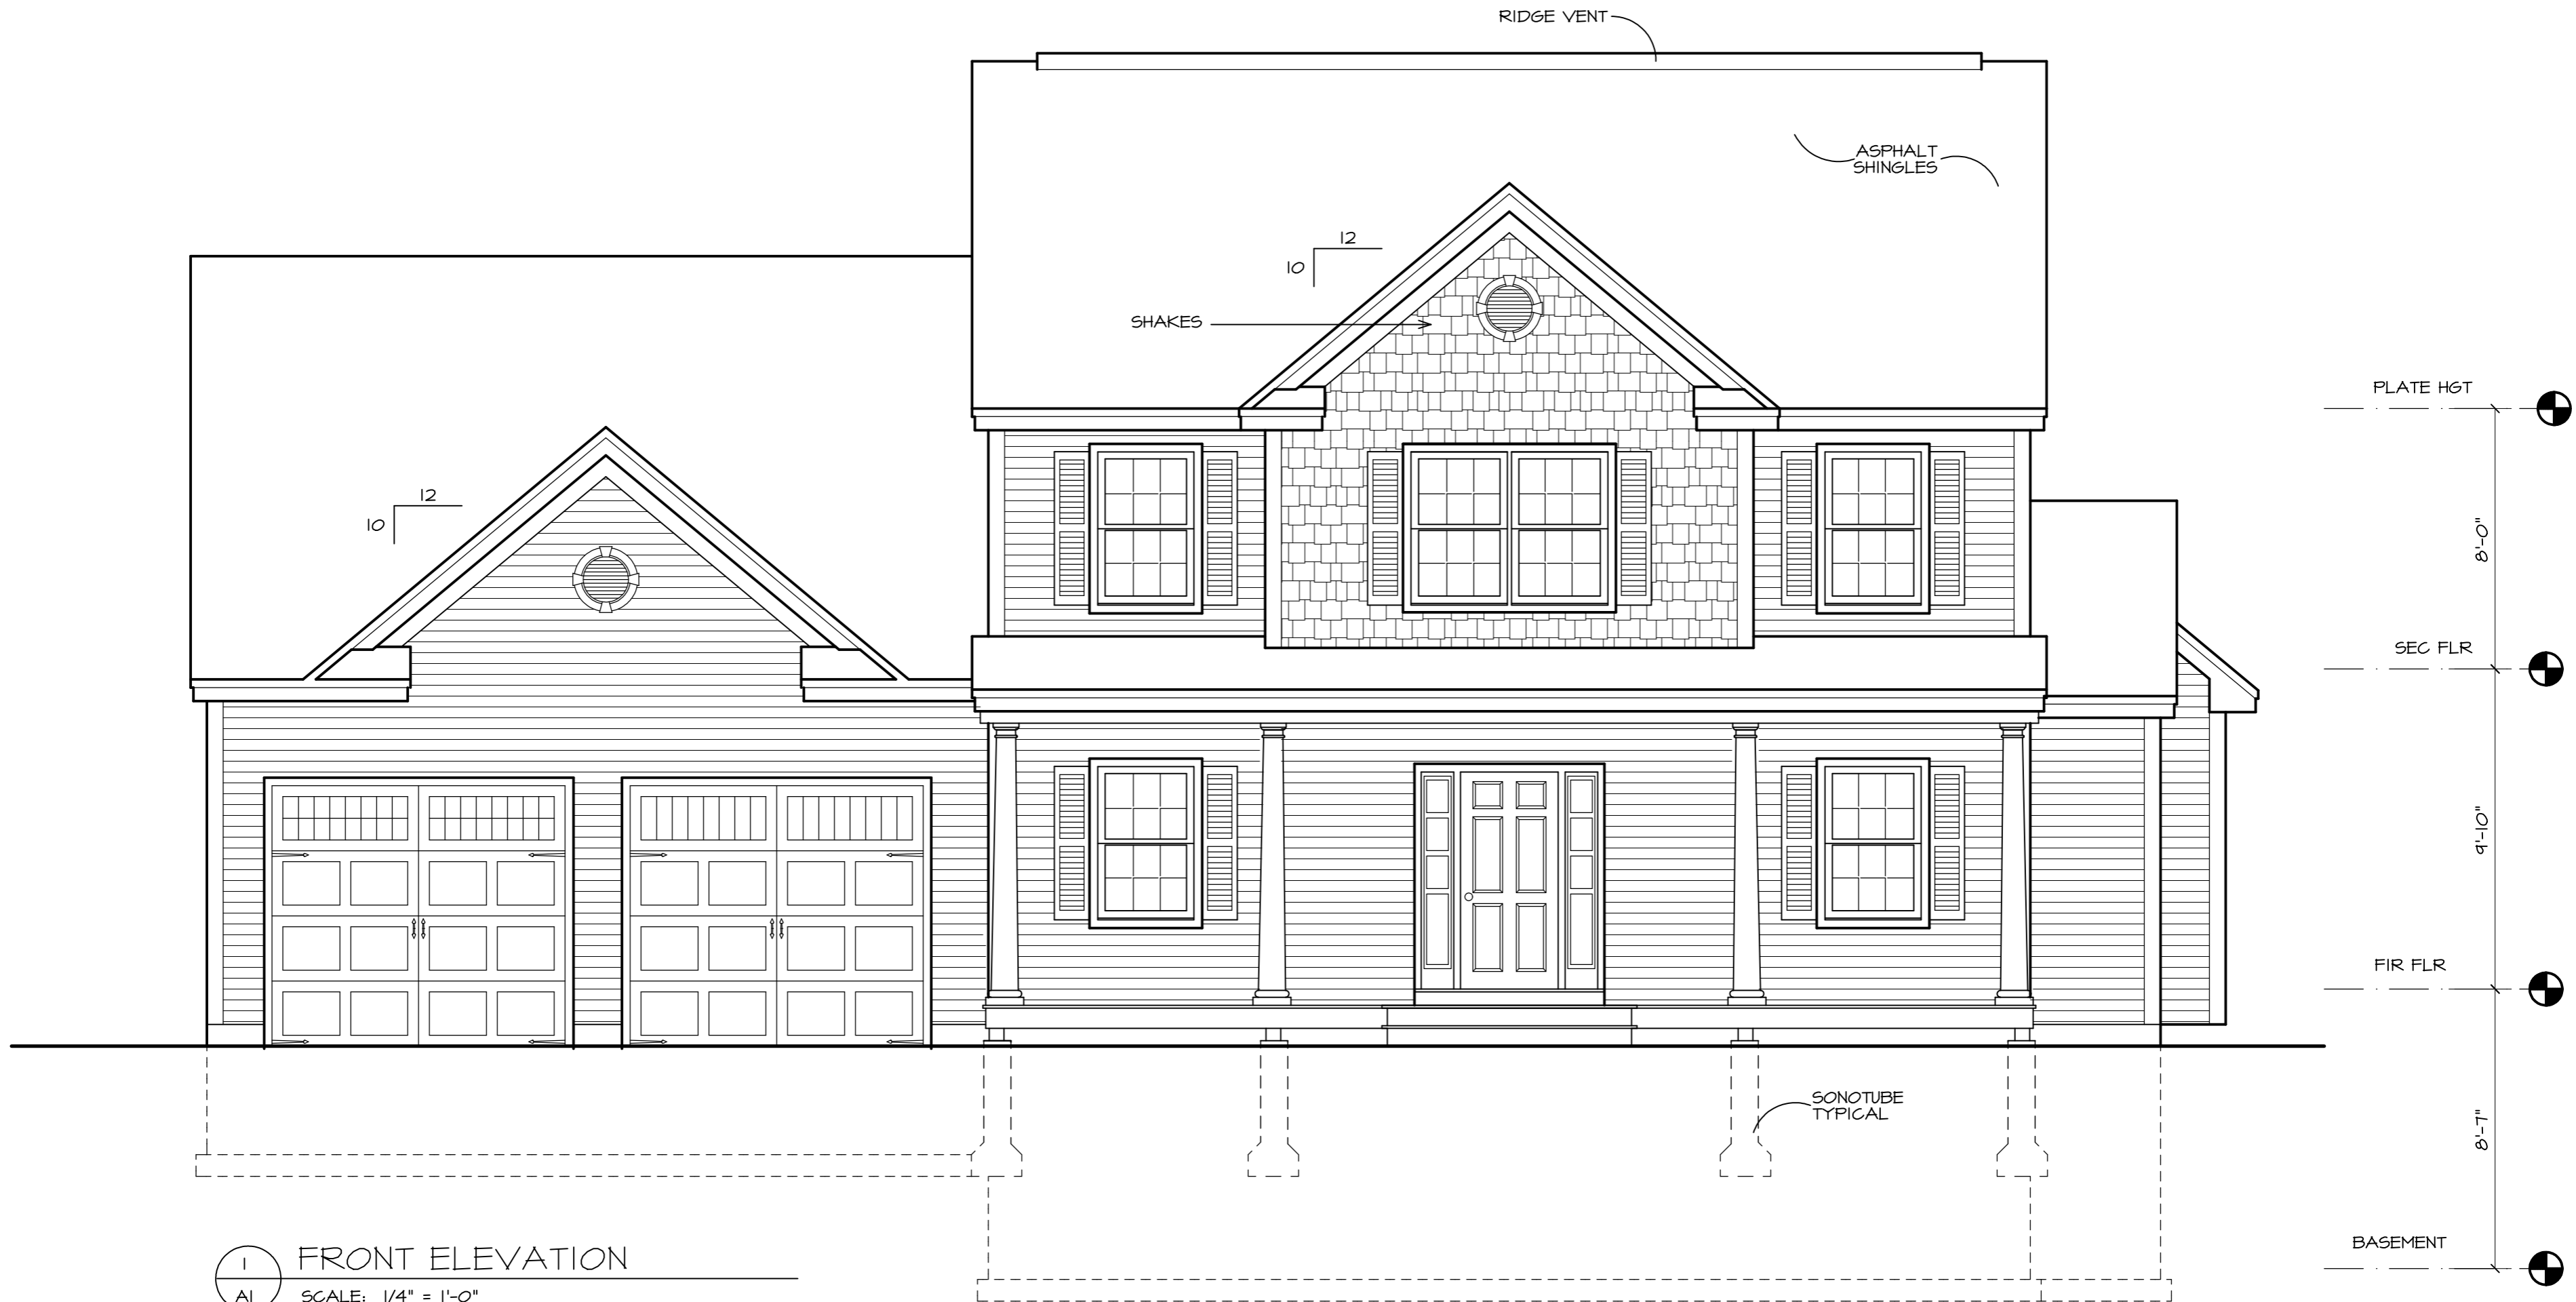 RIDGE VENT
ASPHALT
SHINGLES
12
10
SHAKES
PLATE HGT
12
10
8'-0"
SEC FLR
9'-10"
FIR FLR
SONOTUBE
TYPICAL
8'-7"
BASEMENT
1
FRONT ELEVATION
A1
SCALE: 1/4" = 1'-0"